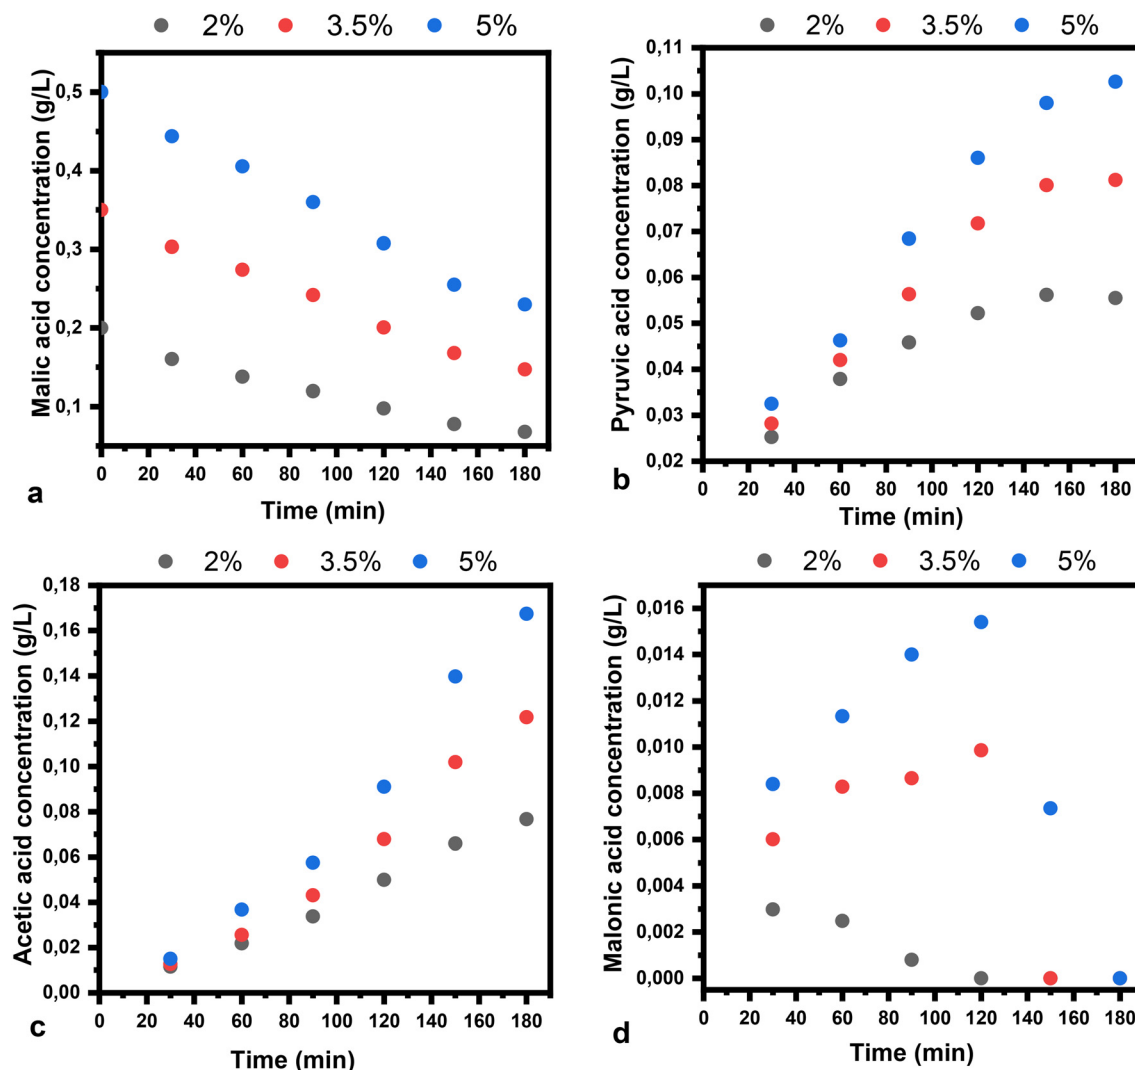 2% 3.5% 5%
Malic acid concentration (g/L)
0,5
0,4
0,3
0,2
0,1
0 20 40 60 80 100 120 140 160 180
Time (min)
a
2% 3.5% 5%
Pyruvic acid concentration (g/L)
0,11
0,10
0,09
0,08
0,07
0,06
0,05
0,04
0,03
0,02
0 20 40 60 80 100 120 140 160 180
Time (min)
b
2% 3.5% 5%
Acetic acid concentration (g/L)
0,18
0,16
0,14
0,12
0,10
0,08
0,06
0,04
0,02
0,00
0 20 40 60 80 100 120 140 160 180
Time (min)
c
2% 3.5% 5%
Malonic acid concentration (g/L)
0,016
0,014
0,012
0,010
0,008
0,006
0,004
0,002
0,000
0 20 40 60 80 100 120 140 160 180
Time (min)
d